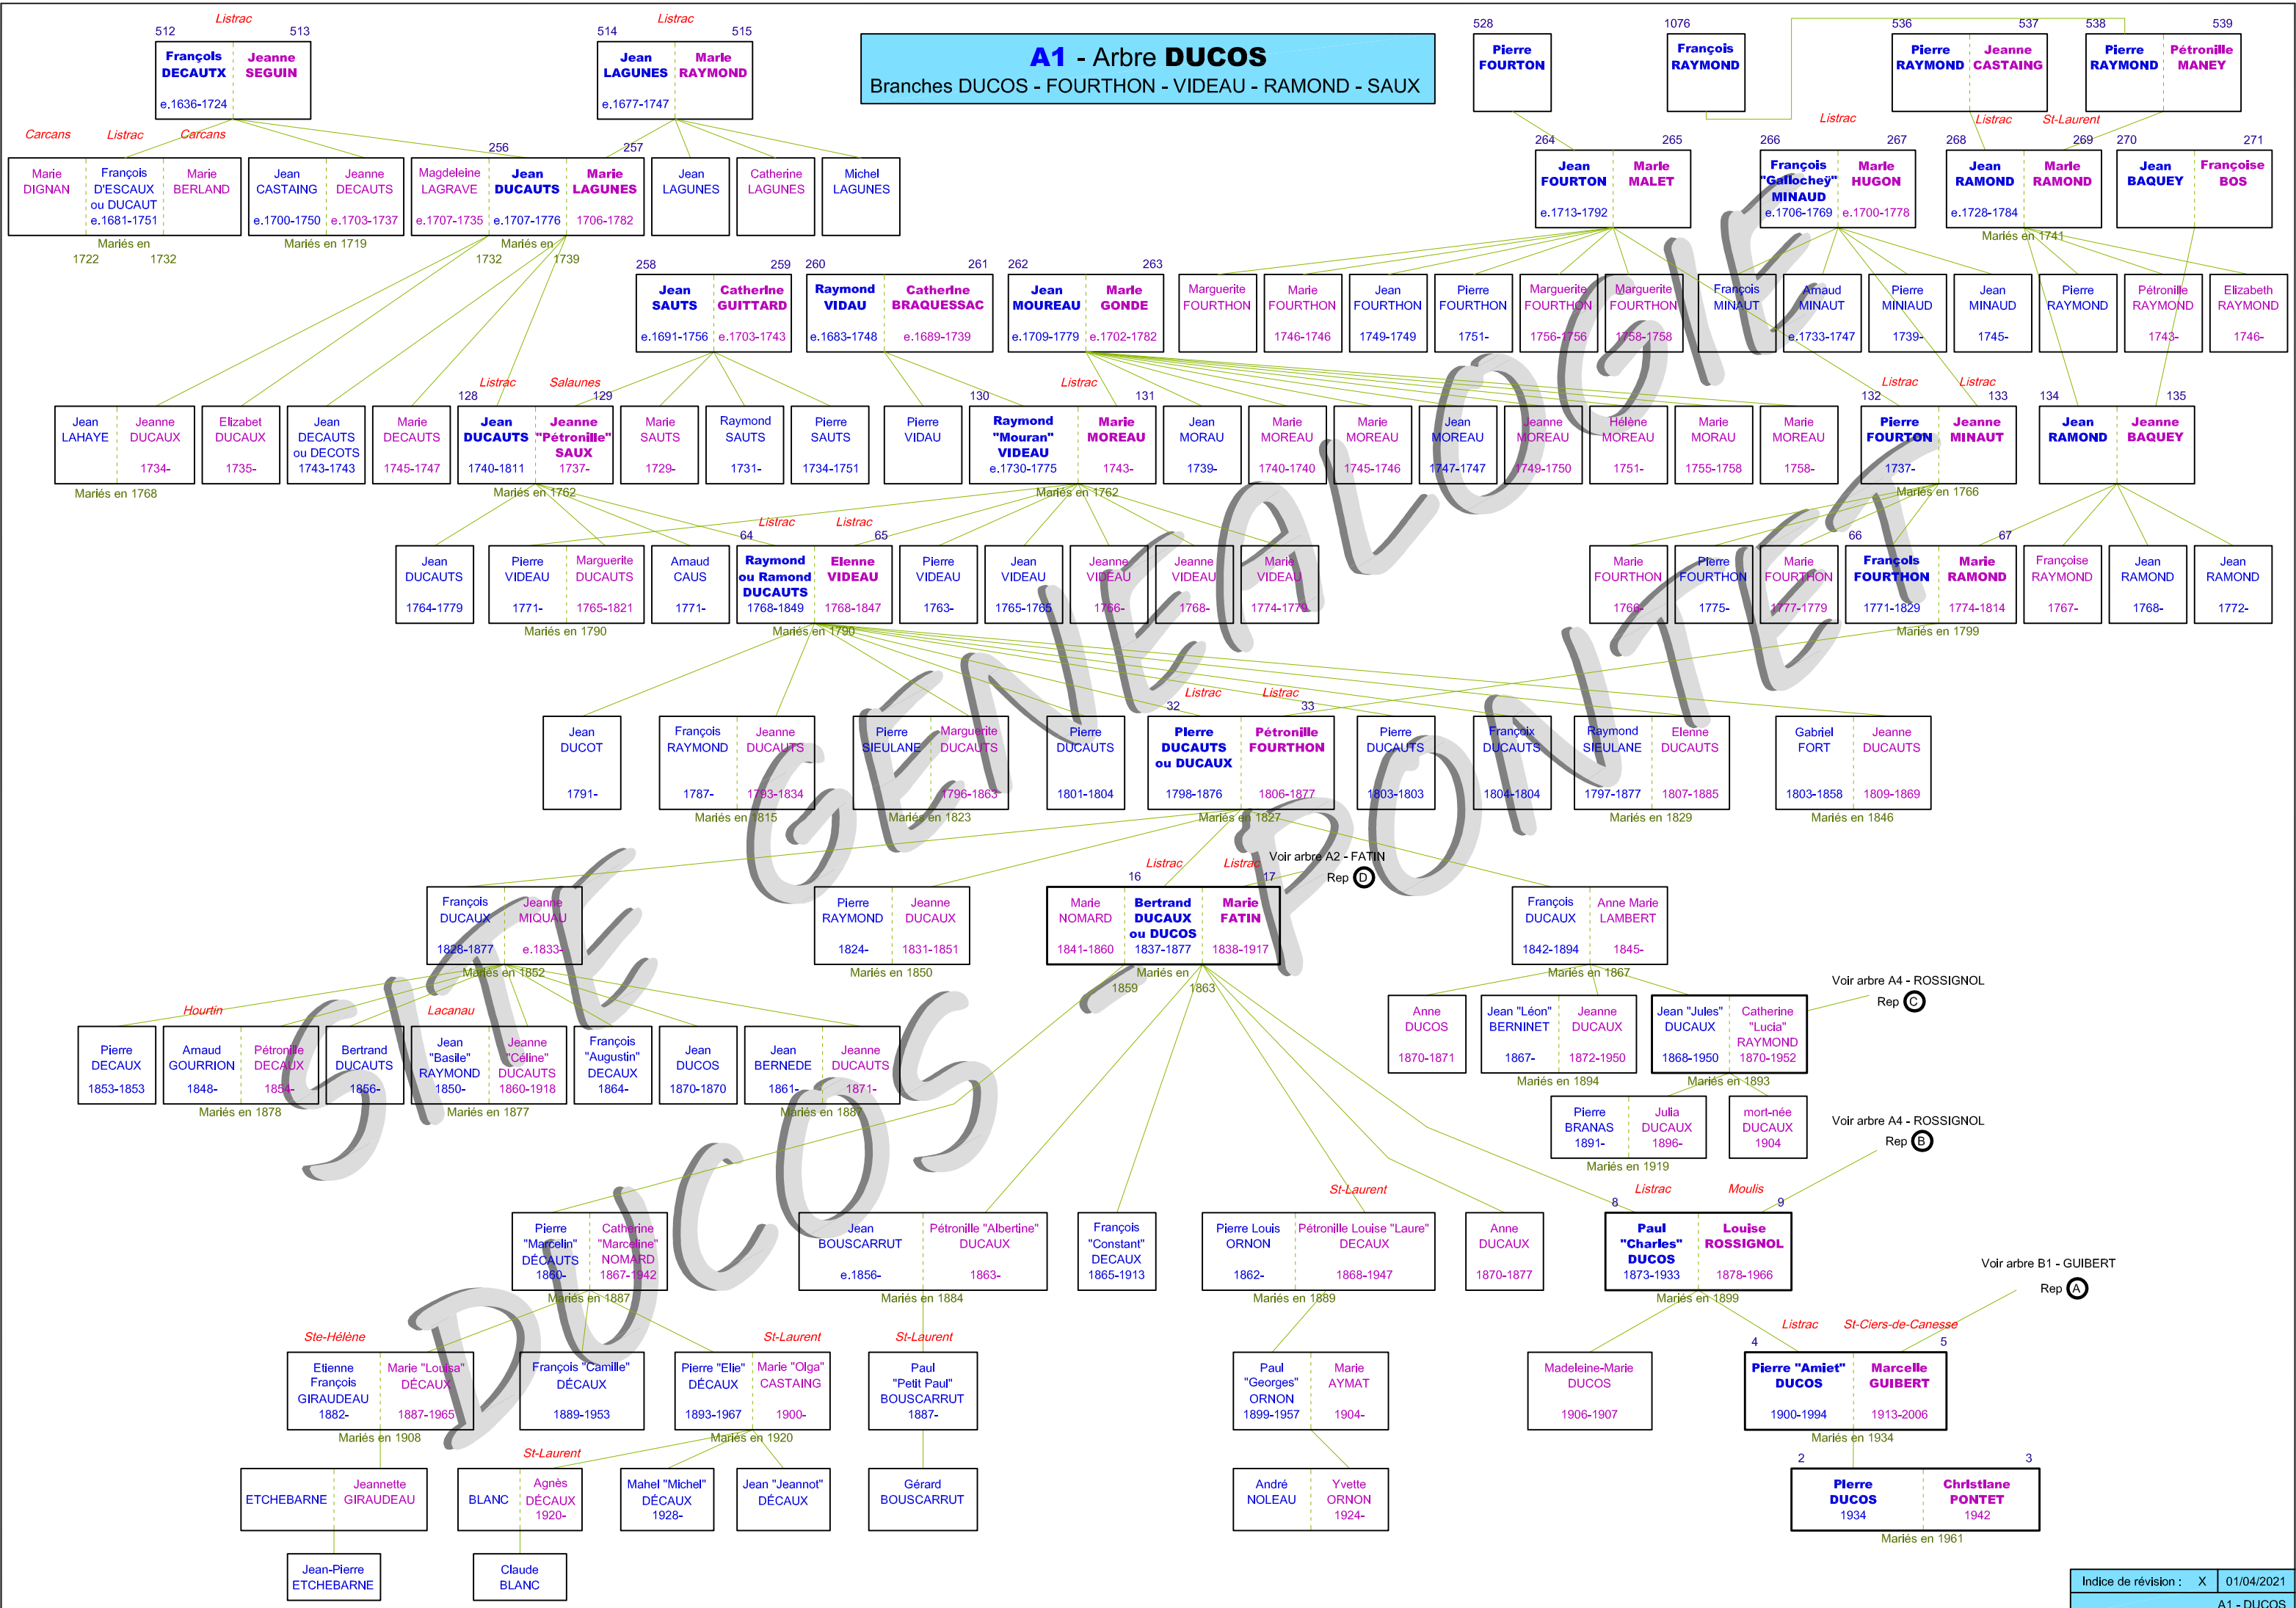 A1 - Arbre DUCOS
Branches DUCOS - FOURTHON - VIDEAU - RAMOND - SAUX
Listrac
512 513
François DECAUTX
e.1636-1724
Jeanne SEGUIN
Listrac
514 515
Jean LAGUNES
e.1677-1747
Marie RAYMOND
528
Pierre FOURTON
1076
François RAYMOND
536 537
Pierre RAYMOND
Jeanne CASTAING
538 539
Pierre RAYMOND
Pétronille MANEY
Carcans Listrac Carcans
Marie DIGNAN
François D'ESCAUX ou DUCAUT
e.1681-1751
Marie BERLAND
Mariés en
1722 1732
Jean CASTAING
e.1700-1750
Jeanne DECAUTS
e.1703-1737
Mariés en 1719
256 257
Magdeleine LAGRAVE
e.1707-1735
Jean DUCAUTS
e.1707-1776
Marie LAGUNES
1706-1782
Mariés en
1732 1739
Jean LAGUNES
Catherine LAGUNES
Michel LAGUNES
264 265
Jean FOURTON
e.1713-1792
Marie MALET
Listrac
266 267
François "Gallocheÿ" MINAUD
e.1706-1769
Marie HUGON
e.1700-1778
Listrac St-Laurent
268 269
Jean RAMOND
e.1728-1784
Marie RAMOND
Mariés en 1741
270 271
Jean BAQUEY
Françoise BOS
258 259
Jean SAUTS
e.1691-1756
Catherine GUITTARD
e.1703-1743
260 261
Raymond VIDAU
e.1683-1748
Catherine BRAQUESSAC
e.1689-1739
262 263
Jean MOUREAU
e.1709-1779
Marie GONDE
e.1702-1782
Marguerite FOURTHON
Marie FOURTHON
1746-1746
Jean FOURTHON
1749-1749
Pierre FOURTHON
1751-
Marguerite FOURTHON
1756-1756
Marguerite FOURTHON
1758-1758
François MINAUT
Arnaud MINAUT
e.1733-1747
Pierre MINIAUD
1739-
Jean MINAUD
1745-
Pierre RAYMOND
Pétronille RAYMOND
1743-
Elizabeth RAYMOND
1746-
Jean LAHAYE
Jeanne DUCAUX
1734-
Mariés en 1768
Elizabet DUCAUX
1735-
Jean DECAUTS ou DECOTS
1743-1743
Marie DECAUTS
1745-1747
Listrac Salaunes
128 129
Jean DUCAUTS
1740-1811
Jeanne "Pétronille" SAUX
1737-
Mariés en 1762
Marie SAUTS
1729-
Raymond SAUTS
1731-
Pierre SAUTS
1734-1751
Pierre VIDAU
Listrac
130 131
Raymond "Mouran" VIDEAU
e.1730-1775
Marie MOREAU
1743-
Mariés en 1762
Jean MORAU
1739-
Marie MOREAU
1740-1740
Marie MOREAU
1745-1746
Jean MOREAU
1747-1747
Jeanne MOREAU
1749-1750
Hélène MOREAU
1751-
Marie MORAU
1755-1758
Marie MOREAU
1758-
Listrac Listrac
132 133
Pierre FOURTON
1737-
Jeanne MINAUT
Mariés en 1766
134 135
Jean RAMOND
Jeanne BAQUEY
Jean DUCAUTS
1764-1779
Pierre VIDEAU
1771-
Marguerite DUCAUTS
1765-1821
Mariés en 1790
Arnaud CAUS
1771-
Listrac Listrac
64 65
Raymond ou Ramond DUCAUTS
1768-1849
Elenne VIDEAU
1768-1847
Mariés en 1790
Pierre VIDEAU
1763-
Jean VIDEAU
1765-1765
Jeanne VIDEAU
1766-
Jeanne VIDEAU
1768-
Marie VIDEAU
1774-1779
Marie FOURTHON
1766-
Pierre FOURTHON
1775-
Marie FOURTHON
1777-1779
66 67
François FOURTHON
1771-1829
Marie RAMOND
1774-1814
Mariés en 1799
Françoise RAYMOND
1767-
Jean RAMOND
1768-
Jean RAMOND
1772-
Jean DUCOT
1791-
François RAYMOND
1787-
Jeanne DUCAUTS
1793-1834
Mariés en 1815
Pierre SIEULANE
Marguerite DUCAUTS
1796-1863
Mariés en 1823
Pierre DUCAUTS
1801-1804
Listrac Listrac
32 33
Pierre DUCAUTS ou DUCAUX
1798-1876
Pétronille FOURTHON
1806-1877
Mariés en 1827
Pierre DUCAUTS
1803-1803
Françoix DUCAUTS
1804-1804
Raymond SIEULANE
1797-1877
Elenne DUCAUTS
1807-1885
Mariés en 1829
Gabriel FORT
1803-1858
Jeanne DUCAUTS
1809-1869
Mariés en 1846
François DUCAUX
1828-1877
Jeanne MIQUAU
e.1833-
Mariés en 1852
Pierre RAYMOND
1824-
Jeanne DUCAUX
1831-1851
Mariés en 1850
Listrac Listrac
16 17
Voir arbre A2 - FATIN
Rep D
Marie NOMARD
1841-1860
Bertrand DUCAUX ou DUCOS
1837-1877
Marie FATIN
1838-1917
Mariés en
1859 1863
François DUCAUX
1842-1894
Anne Marie LAMBERT
1845-
Mariés en 1867
Pierre DECAUX
1853-1853
Hourtin
Arnaud GOURRION
1848-
Pétronille DECAUX
1854-
Mariés en 1878
Bertrand DUCAUTS
1856-
Lacanau
Jean "Basile" RAYMOND
1850-
Jeanne "Céline" DUCAUTS
1860-1918
Mariés en 1877
François "Augustin" DECAUX
1864-
Jean DUCOS
1870-1870
Jean BERNEDE
1861-
Jeanne DUCAUTS
1871-
Mariés en 1887
Anne DUCOS
1870-1871
Jean "Léon" BERNINET
1867-
Jeanne DUCAUX
1872-1950
Mariés en 1894
Jean "Jules" DUCAUX
1868-1950
Catherine "Lucia" RAYMOND
1870-1952
Mariés en 1893
Voir arbre A4 - ROSSIGNOL
Rep C
Pierre BRANAS
1891-
Julia DUCAUX
1896-
Mariés en 1919
mort-née DUCAUX
1904
Voir arbre A4 - ROSSIGNOL
Rep B
Pierre "Marcelin" DÉCAUTS
1860-
Catherine "Marceline" NOMARD
1867-1942
Mariés en 1887
Jean BOUSCARRUT
e.1856-
Pétronille "Albertine" DUCAUX
1863-
Mariés en 1884
François "Constant" DECAUX
1865-1913
St-Laurent
Pierre Louis ORNON
1862-
Pétronille Louise "Laure" DECAUX
1868-1947
Mariés en 1889
Anne DUCAUX
1870-1877
Listrac Moulis
8 9
Paul "Charles" DUCOS
1873-1933
Louise ROSSIGNOL
1878-1966
Mariés en 1899
Voir arbre B1 - GUIBERT
Rep A
Ste-Hélène
Etienne François GIRAUDEAU
1882-
Marie "Louisa" DÉCAUX
1887-1965
Mariés en 1908
François "Camille" DÉCAUX
1889-1953
St-Laurent
Pierre "Elie" DÉCAUX
1893-1967
Marie "Olga" CASTAING
1900-
Mariés en 1920
St-Laurent
Paul "Petit Paul" BOUSCARRUT
1887-
Paul "Georges" ORNON
1899-1957
Marie AYMAT
1904-
Madeleine-Marie DUCOS
1906-1907
Listrac St-Ciers-de-Canesse
4 5
Pierre "Amiet" DUCOS
1900-1994
Marcelle GUIBERT
1913-2006
Mariés en 1934
ETCHEBARNE
Jeannette GIRAUDEAU
St-Laurent
BLANC
Agnès DÉCAUX
1920-
Mahel "Michel" DÉCAUX
1928-
Jean "Jeannot" DÉCAUX
Gérard BOUSCARRUT
André NOLEAU
Yvette ORNON
1924-
2 3
Pierre DUCOS
1934
Christiane PONTET
1942
Mariés en 1961
Jean-Pierre ETCHEBARNE
Claude BLANC
SITE GENEALOGIE
DUCOS - PONTET
Indice de révision : X 01/04/2021
A1 - DUCOS